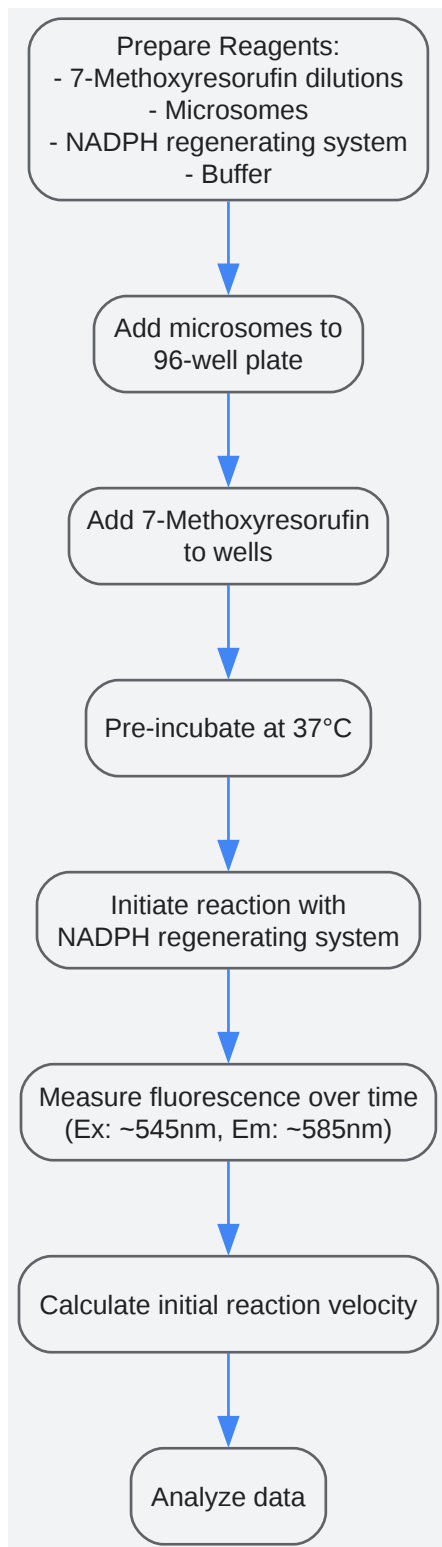 Prepare Reagents:
- 7-Methoxyresorufin dilutions
- Microsomes
- NADPH regenerating system
- Buffer
Add microsomes to
96-well plate
Add 7-Methoxyresorufin
to wells
Pre-incubate at 37°C
Initiate reaction with
NADPH regenerating system
Measure fluorescence over time
(Ex: ~545nm, Em: ~585nm)
Calculate initial reaction velocity
Analyze data